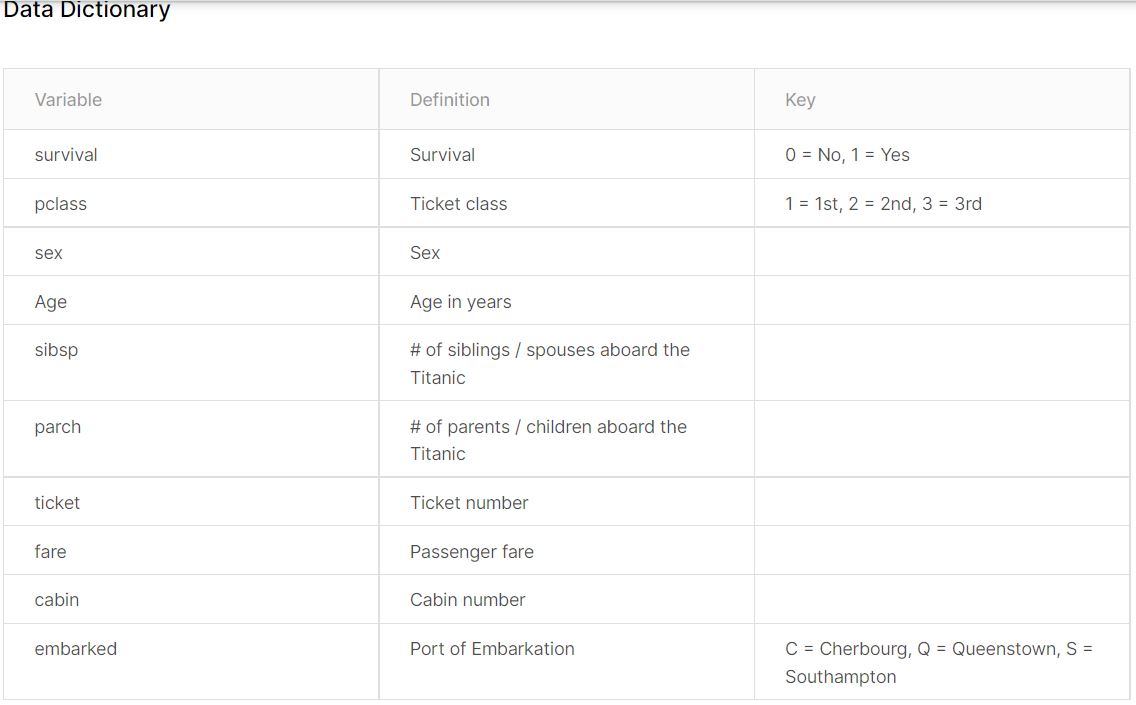 Data Dictionary
Variable Definition Key
survival Survival 0 = No, 1 = Yes
pclass Ticket class 1 = 1st, 2 = 2nd, 3 = 3rd
sex Sex
Age Age in years
sibsp # of siblings / spouses aboard the
Titanic
parch # of parents / children aboard the
Titanic
ticket Ticket number
fare Passenger fare
cabin Cabin number
embarked Port of Embarkation C = Cherbourg, Q = Queenstown, S =
Southampton